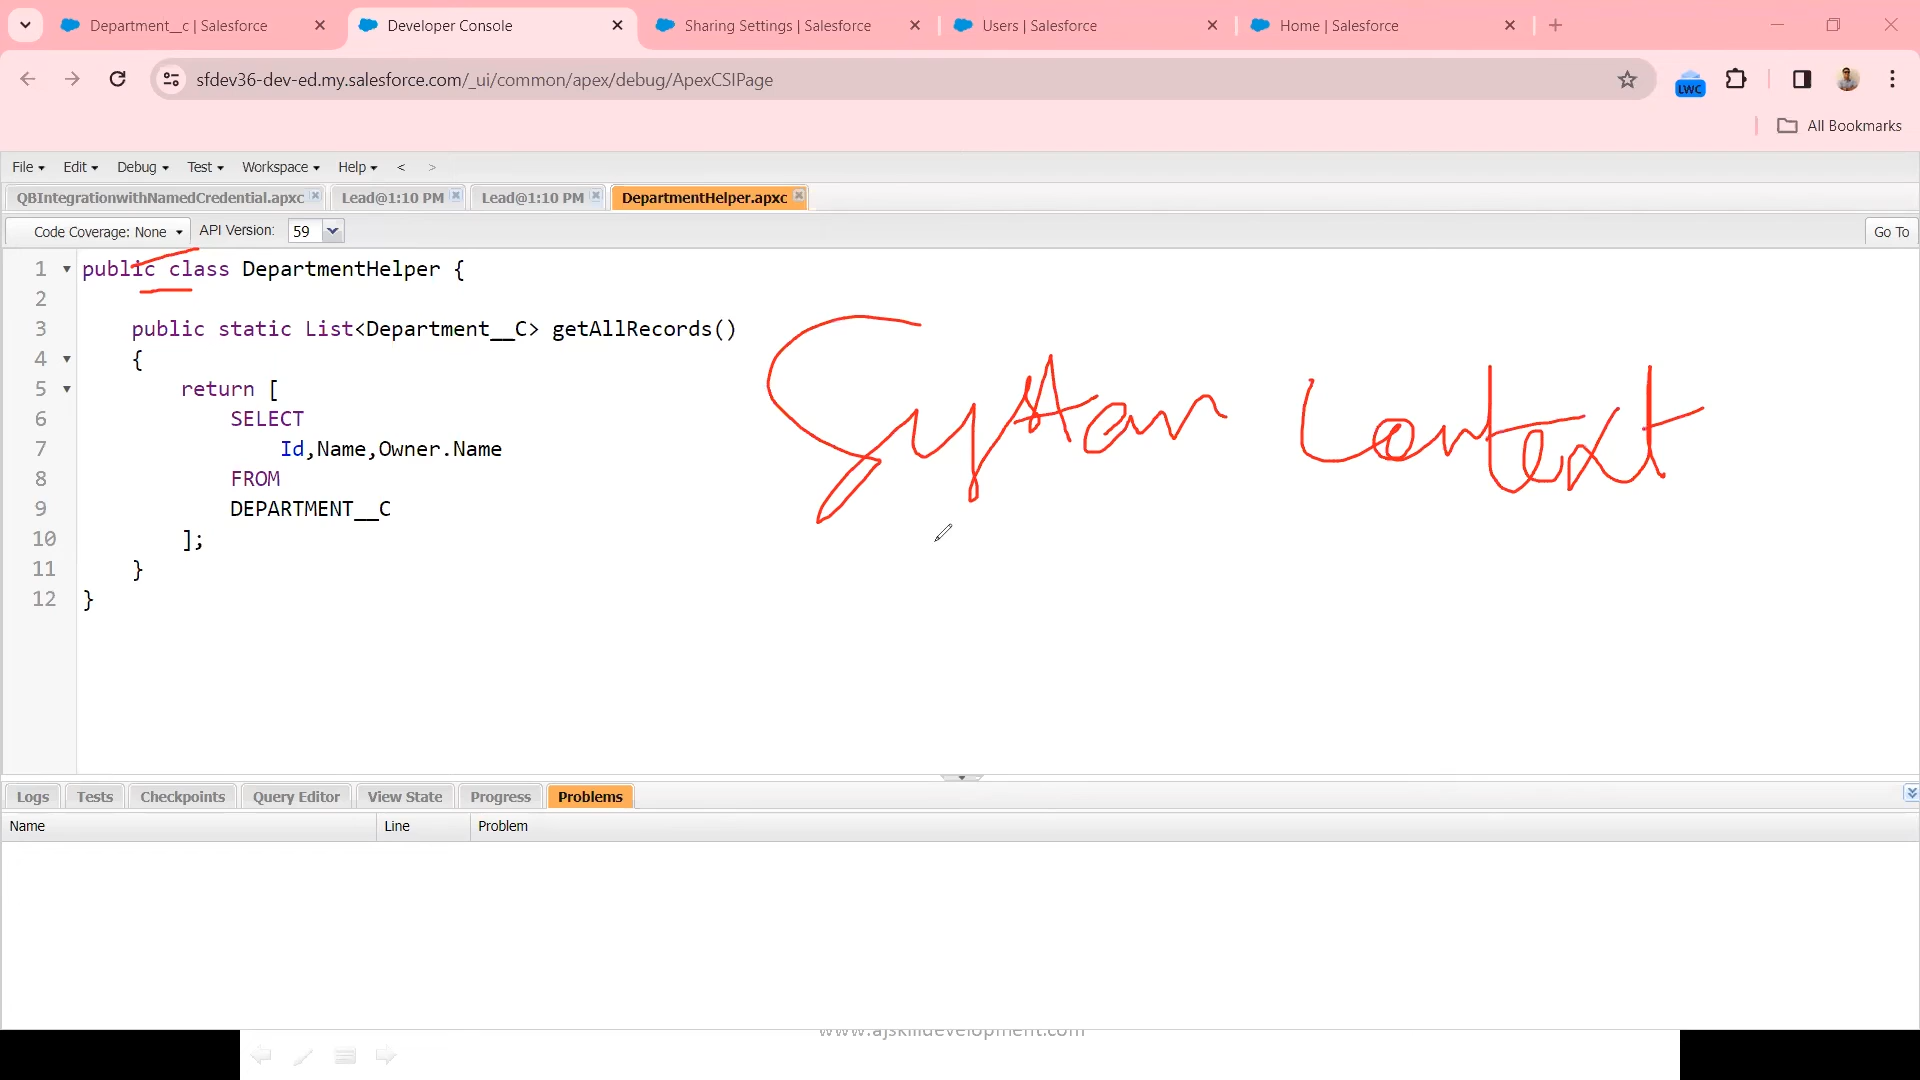 Department__c | Salesforce
Developer Console
Sharing Settings | Salesforce
Users | Salesforce
Home | Salesforce
sfdev36-dev-ed.my.salesforce.com/_ui/common/apex/debug/ApexCSIPage
LWC
All Bookmarks
File Edit Debug Test Workspace Help < >
QBIntegrationwithNamedCredential.apxc Lead@1:10 PM Lead@1:10 PM DepartmentHelper.apxc
Code Coverage: None API Version: 59 Go To
1 public class DepartmentHelper {
2
3 public static List<Department__C> getAllRecords()
4 {
5 return [
6 SELECT
7 Id,Name,Owner.Name
8 FROM
9 DEPARTMENT__C
10 ];
11 }
12 }
System Context
Logs Tests Checkpoints Query Editor View State Progress Problems
Name Line Problem
www.ajskilldevelopment.com